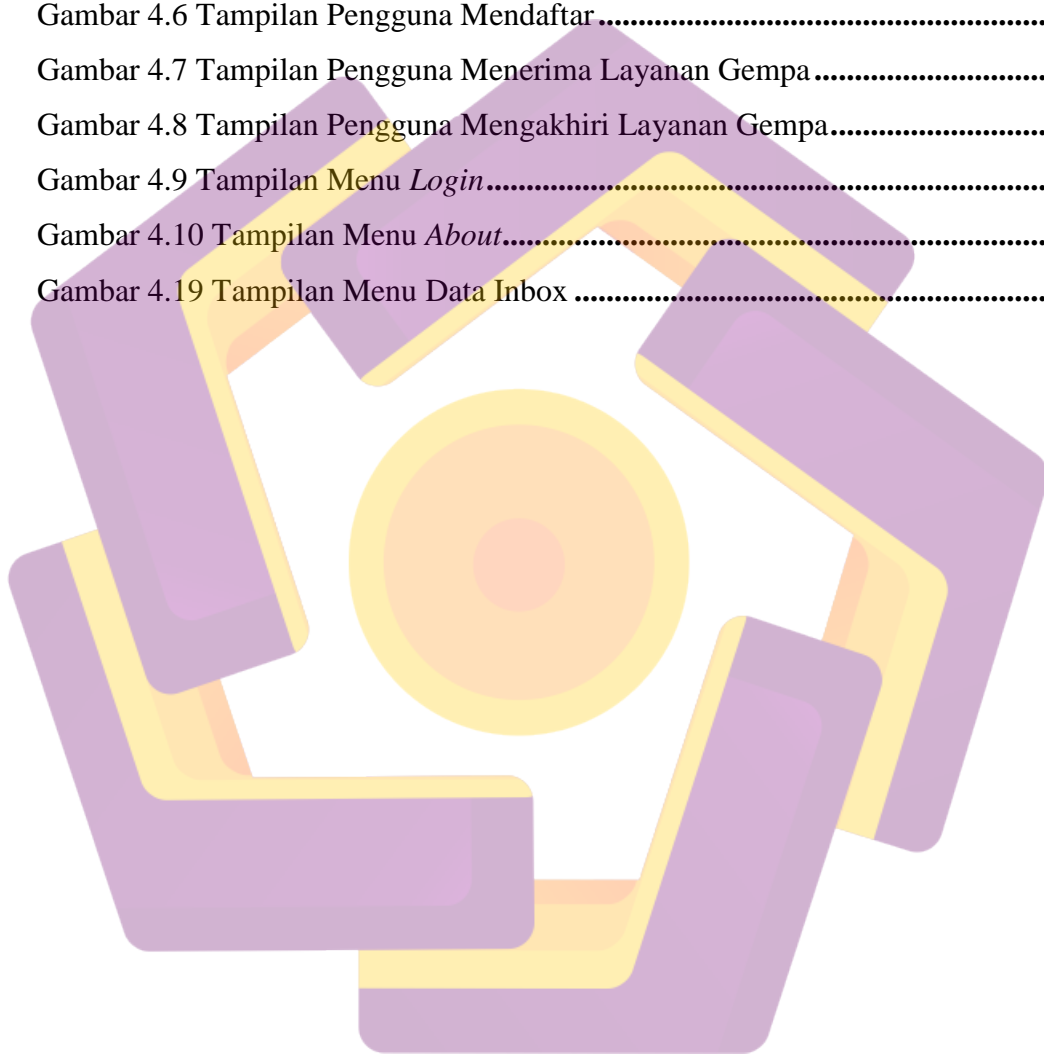 Gambar 4.6 Tampilan Pengguna Mendaftar......................................................
Gambar 4.7 Tampilan Pengguna Menerima Layanan Gempa............................
Gambar 4.8 Tampilan Pengguna Mengakhiri Layanan Gempa..........................
Gambar 4.9 Tampilan Menu Login.....................................................................
Gambar 4.10 Tampilan Menu About...................................................................
Gambar 4.19 Tampilan Menu Data Inbox ..........................................................